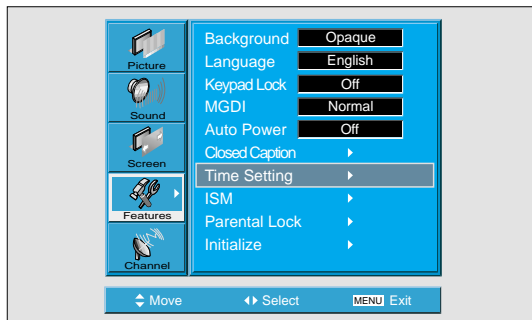 Picture
Sound
Screen
Features
Channel
Background Opaque
Language English
Keypad Lock Off
MGDI Normal
Auto Power Off
Closed Caption
Time Setting
ISM
Parental Lock
Initialize
Move Select MENU Exit